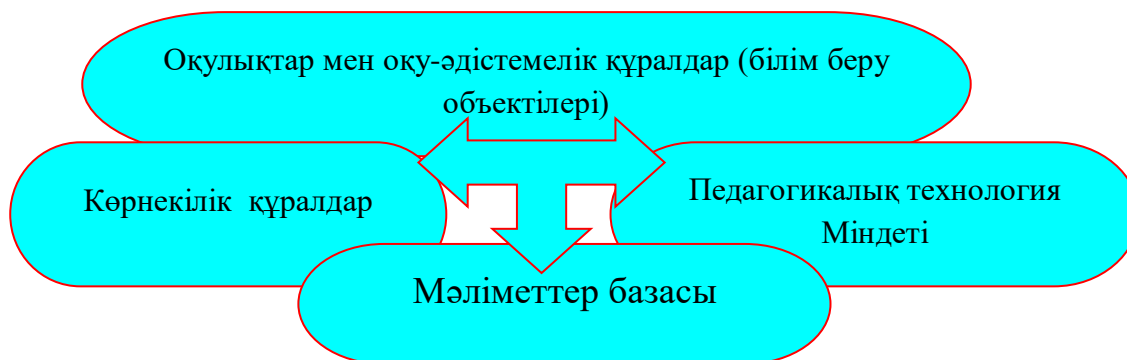 Оқулықтар мен оқу-әдістемелік құралдар (білім беру
объектілері)
Көрнекілік құралдар
Педагогикалық технология
Міндеті
Мәліметтер базасы